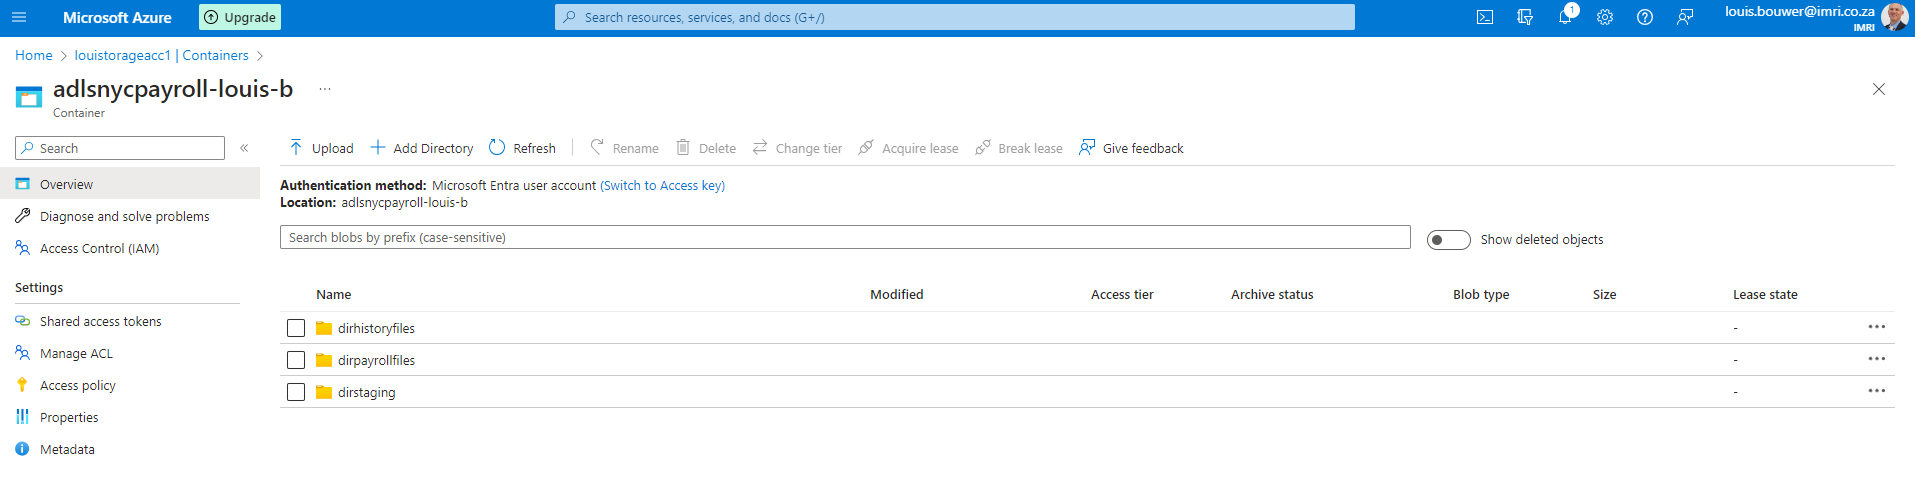 Microsoft Azure
Upgrade
Search resources, services, and docs (G+/)
1
louis.bouwer@imri.co.za
IMRI
Home > louistorageacc1 | Containers >
adlsnycpayroll-louis-b ...
Container
Search
«
Overview
Diagnose and solve problems
Access Control (IAM)
Settings
Shared access tokens
Manage ACL
Access policy
Properties
Metadata
Upload Add Directory Refresh Rename Delete Change tier Acquire lease Break lease Give feedback
Authentication method: Microsoft Entra user account (Switch to Access key)
Location: adlsnycpayroll-louis-b
Search blobs by prefix (case-sensitive)
Show deleted objects
Name Modified Access tier Archive status Blob type Size Lease state
dirhistoryfiles - ...
dirpayrollfiles - ...
dirstaging - ...